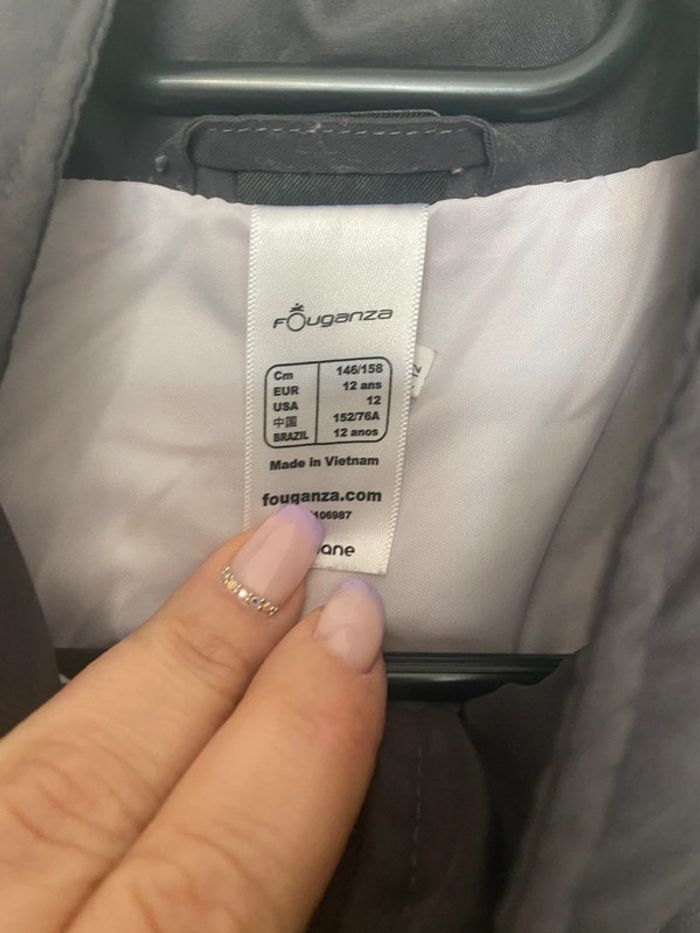 FOuganza
Cm 146/158
EUR 12 ans
USA 12
中国 152/76A
BRAZIL 12 anos
Made in Vietnam
fouganza.com
106987